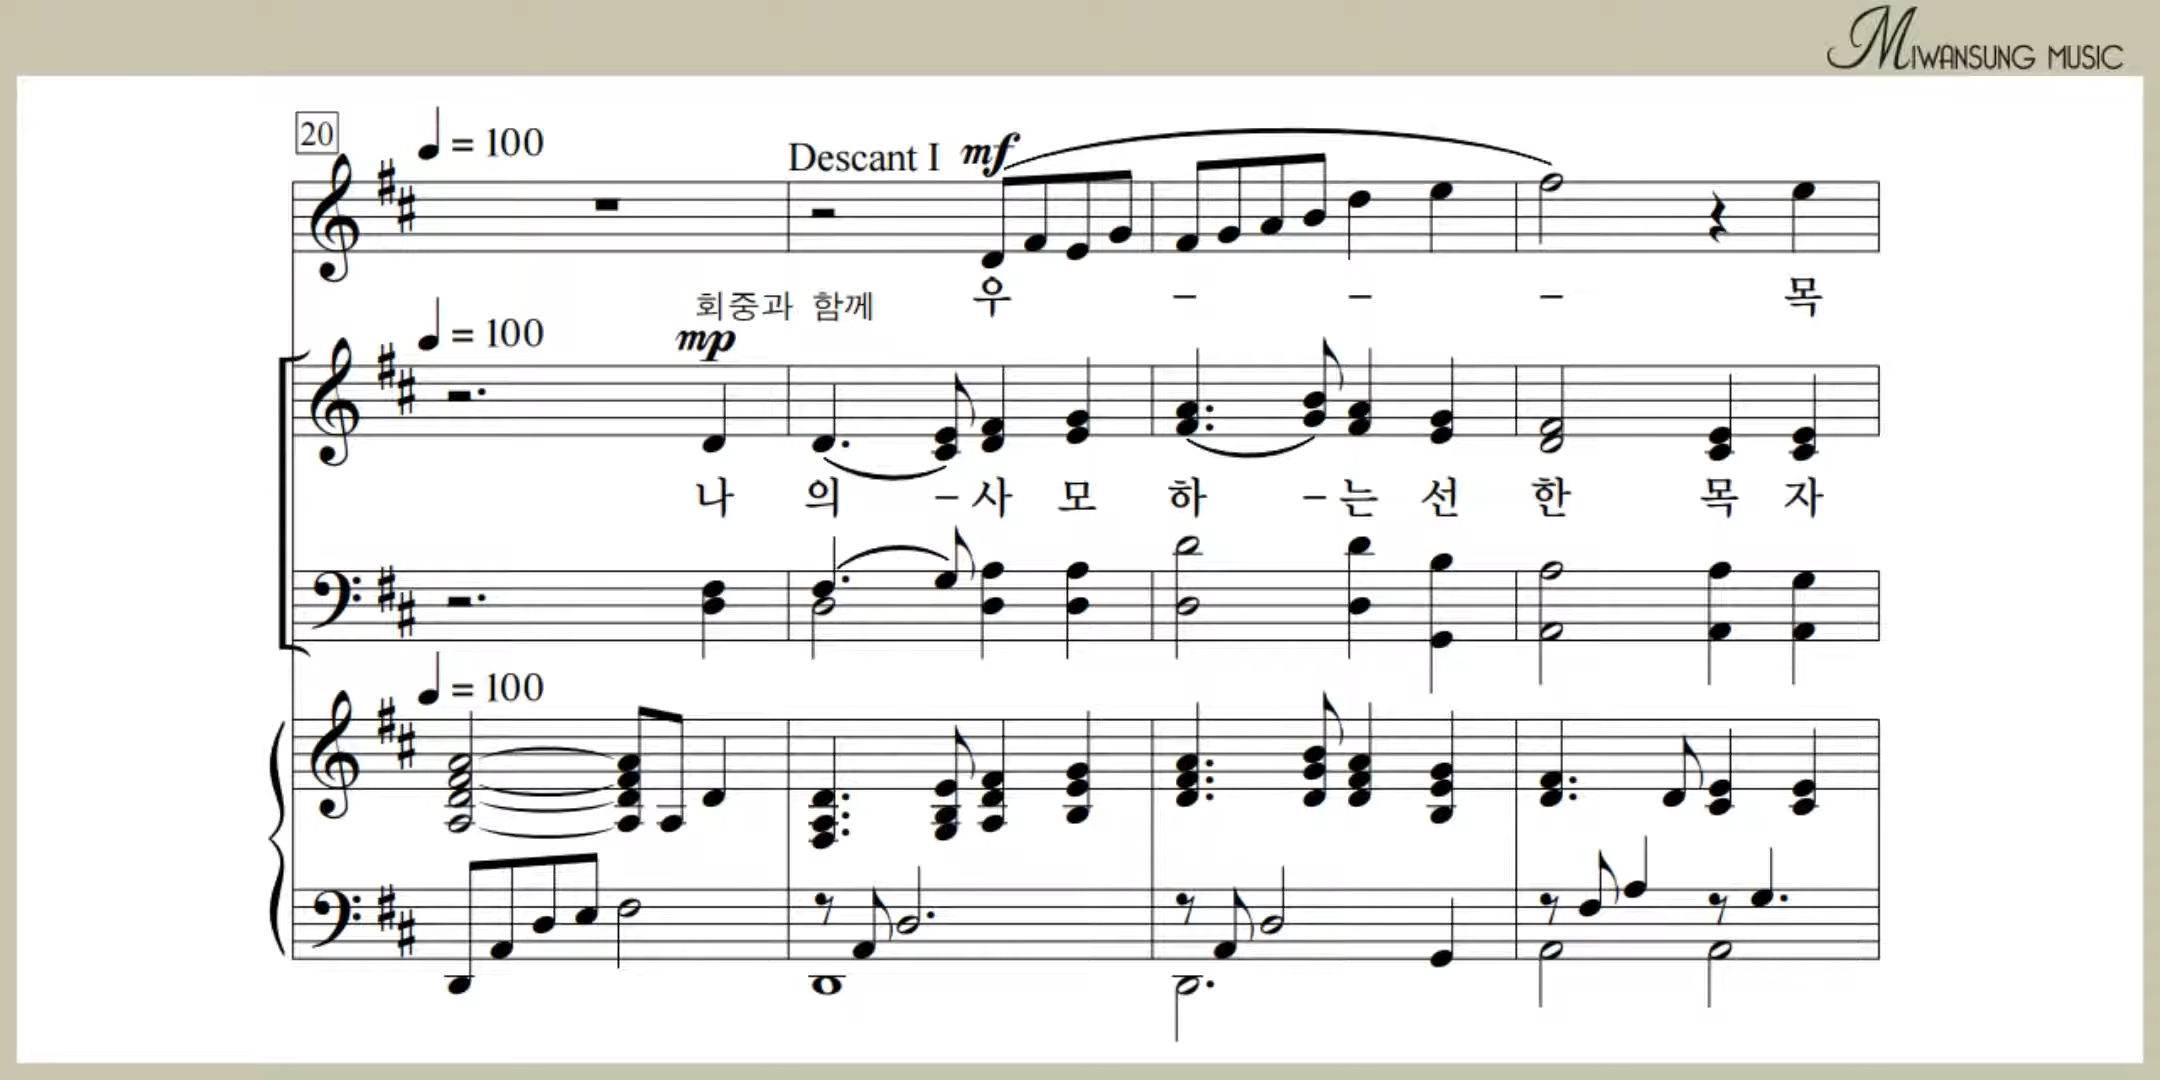 MIWANSUNG MUSIC
20
= 100
Descant I mf
우 - - - 목
회중과 함께
= 100
mp
나 의 - 사 모 하 - 는 선 한 목 자
= 100